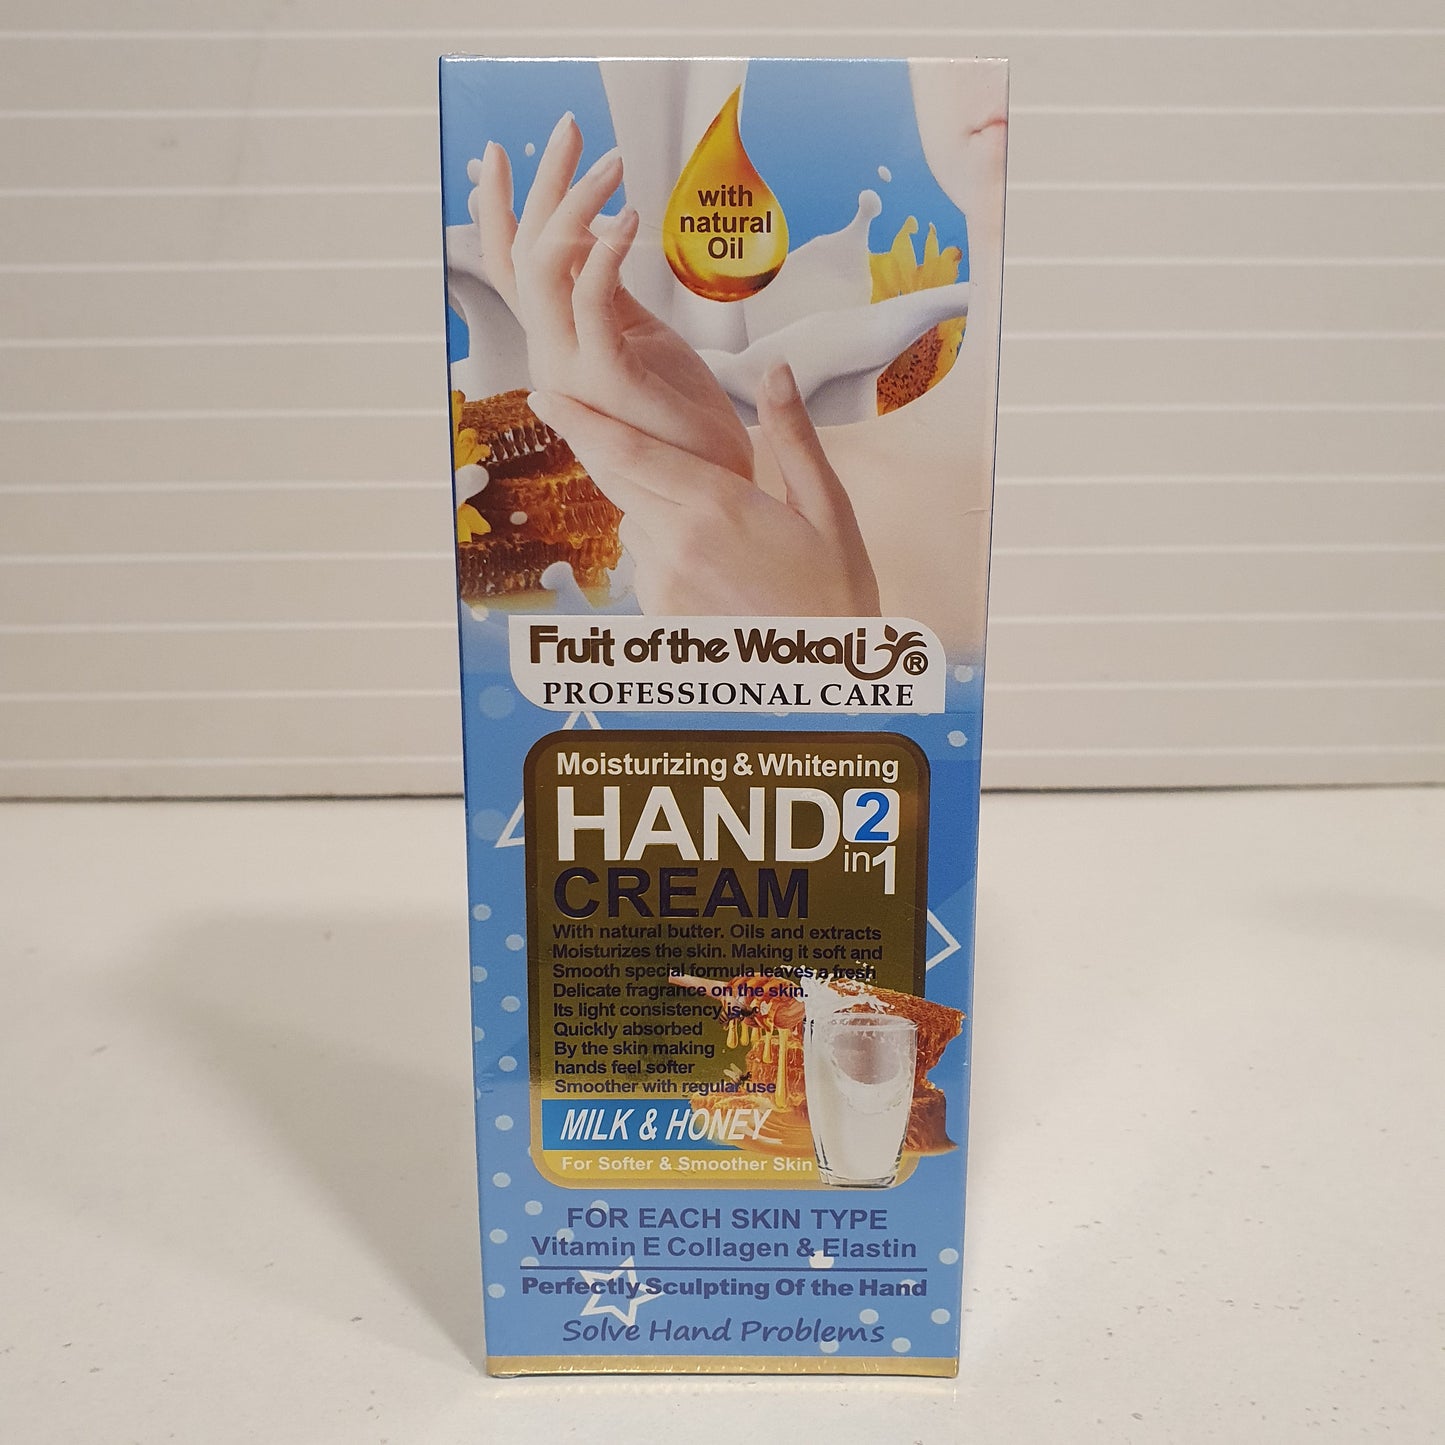 with
natural
Oil
Fruit of the Wokali ®
PROFESSIONAL CARE
Moisturizing & Whitening
HAND 2
in1
CREAM
With natural butter. Oils and extracts
Moisturizes the skin. Making it soft and
Smooth special formula leaves a fresh
Delicate fragrance on the skin.
Its light consistency is
Quickly absorbed
By the skin making
hands feel softer
Smoother with regular use
MILK & HONEY
For Softer & Smoother Skin
FOR EACH SKIN TYPE
Vitamin E Collagen & Elastin
Perfectly Sculpting Of the Hand
Solve Hand Problems